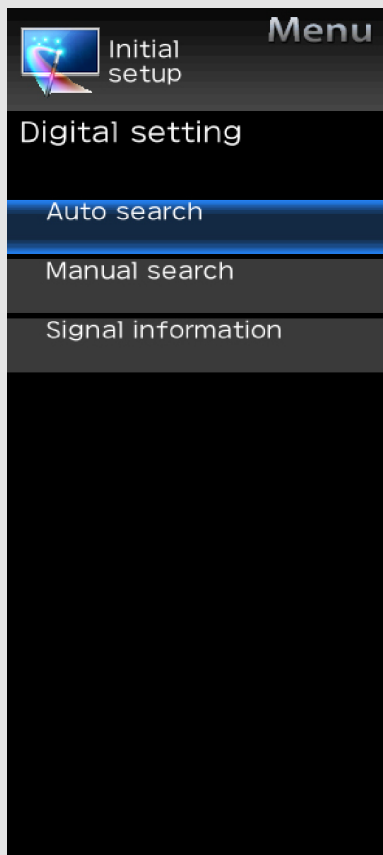 Menu
Initial
setup
Digital setting
Auto search
Manual search
Signal information